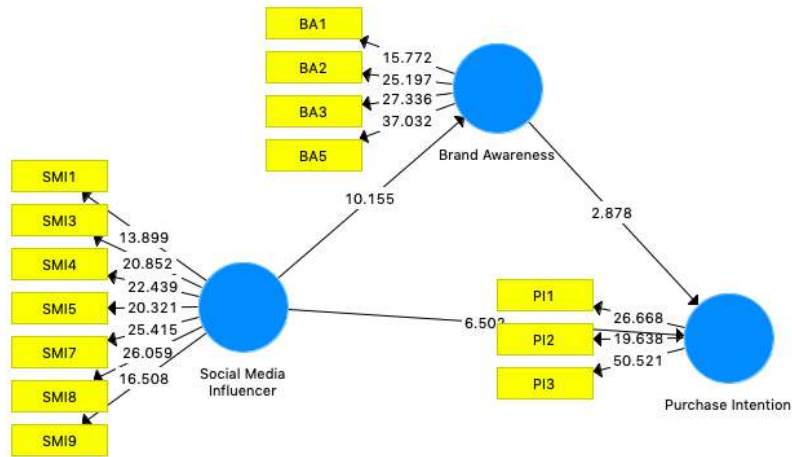 BA1
15.772
BA2
25.197
BA3
27.336
37.032
BA5
Brand Awareness
SMI1
10.155
2.878
SMI3
13.899
20.852
SMI4
22.439
SMI5
20.321
PI1
26.668
25.415
6.502
SMI7
PI2
19.638
26.059
50.521
SMI8
16.508
Social Media
Influencer
PI3
Purchase Intention
SMI9